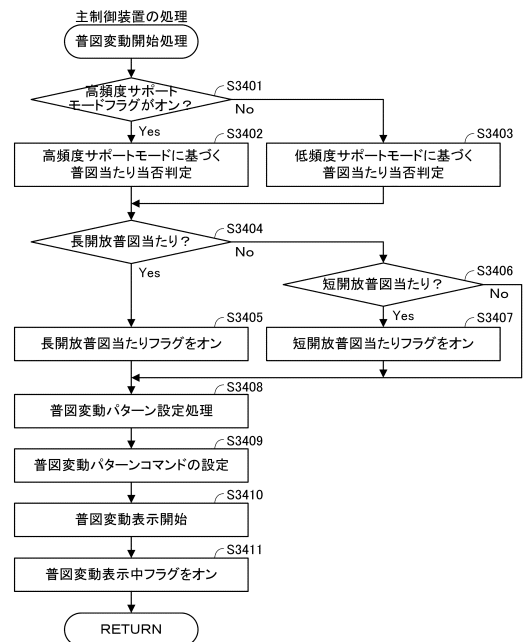 主制御装置の処理
普図変動開始処理
S3401
高頻度サポート
モードフラグがオン？
No
Yes
S3402
高頻度サポートモードに基づく
普図当たり当否判定
S3403
低頻度サポートモードに基づく
普図当たり当否判定
S3404
長開放普図当たり？
No
Yes
S3406
短開放普図当たり？
No
Yes
S3405
長開放普図当たりフラグをオン
S3407
短開放普図当たりフラグをオン
S3408
普図変動パターン設定処理
S3409
普図変動パターンコマンドの設定
S3410
普図変動表示開始
S3411
普図変動表示中フラグをオン
RETURN